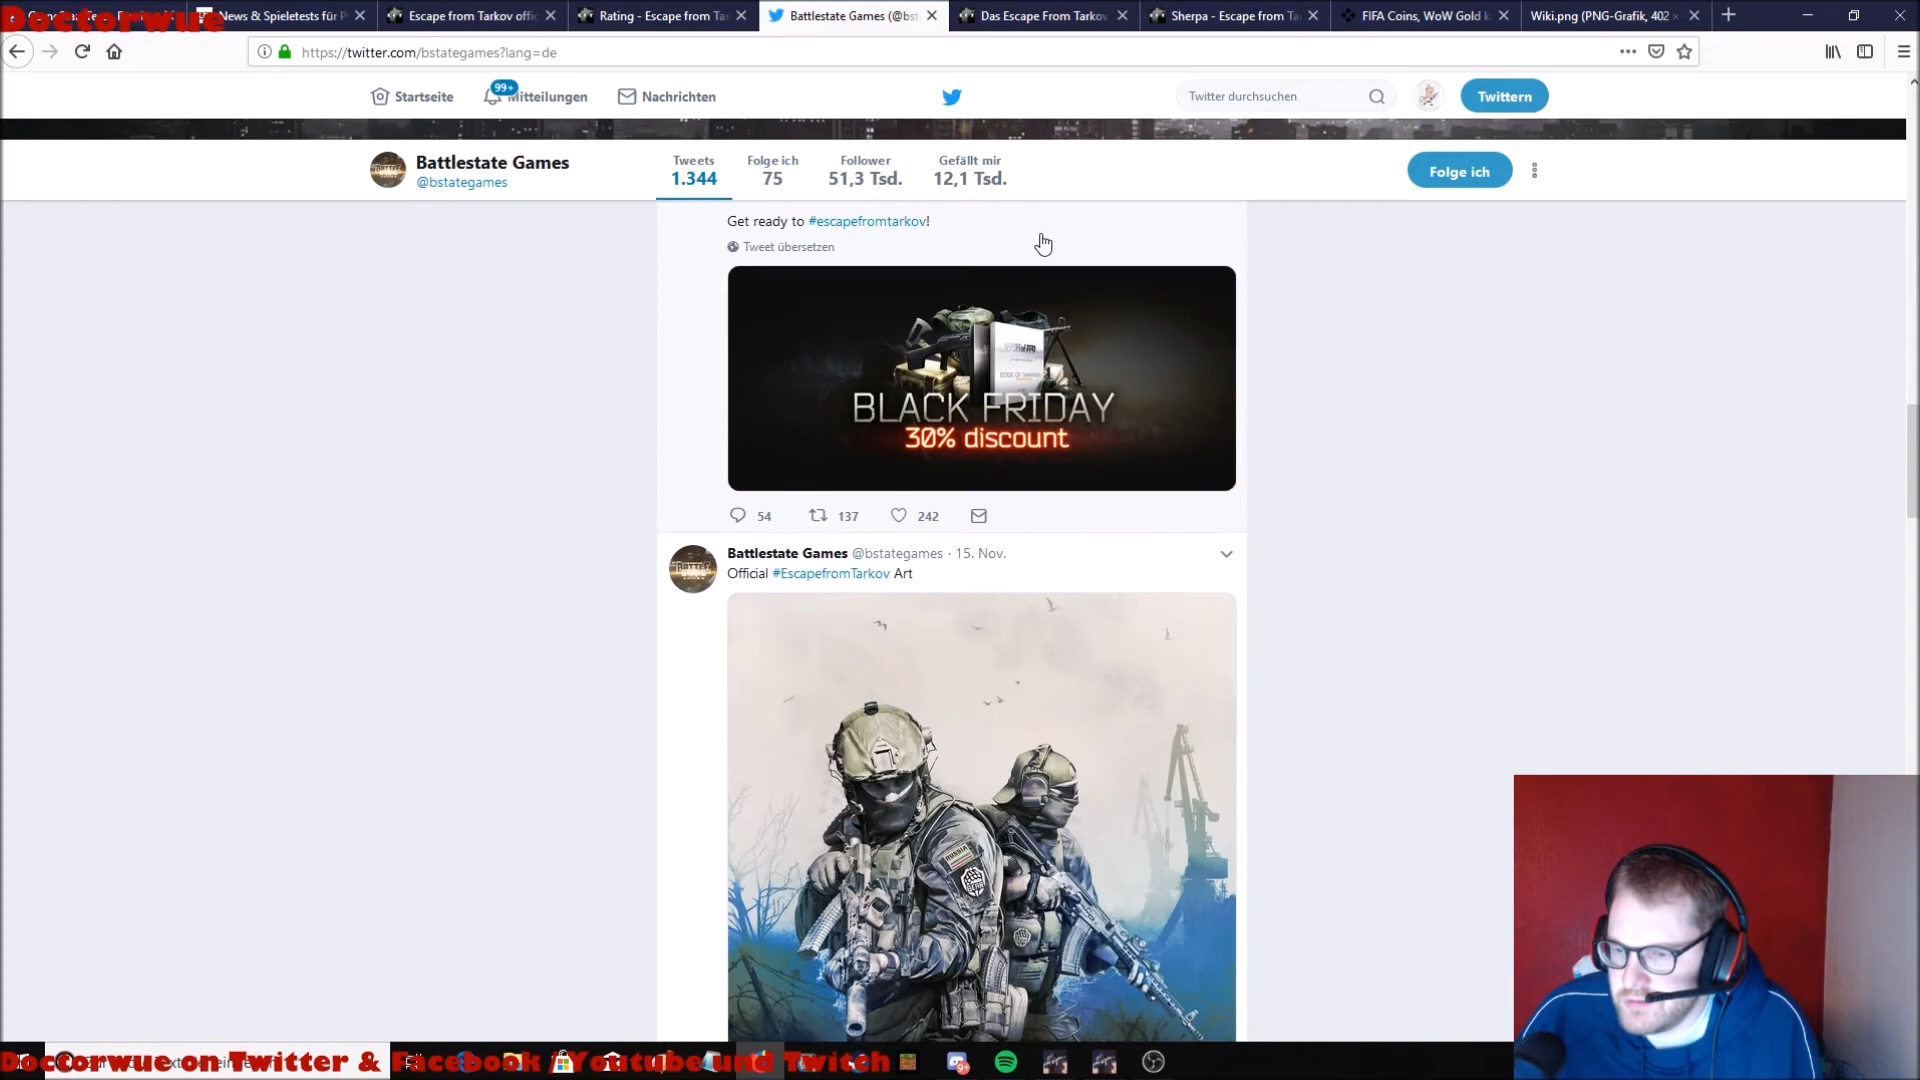 Doctorwue
News & Spieletests für P
Escape from Tarkov offi
Rating - Escape from Tar
Battlestate Games (@bst
Das Escape From Tarkov
Sherpa - Escape from Ta
FIFA Coins, WoW Gold k
Wiki.png (PNG-Grafik, 402 ×
https://twitter.com/bstategames?lang=de
Startseite
99+
Mitteilungen
Nachrichten
Twitter durchsuchen
Twittern
Battlestate Games
@bstategames
Tweets
1.344
Folge ich
75
Follower
51,3 Tsd.
Gefällt mir
12,1 Tsd.
Folge ich
Get ready to #escapefromtarkov!
Tweet übersetzen
BLACK FRIDAY
30% discount
54
137
242
Battlestate Games @bstategames · 15. Nov.
Official #EscapefromTarkov Art
RUSSIA
BEAR
Doctorwue on Twitter & Facebook / Youtube und Twitch